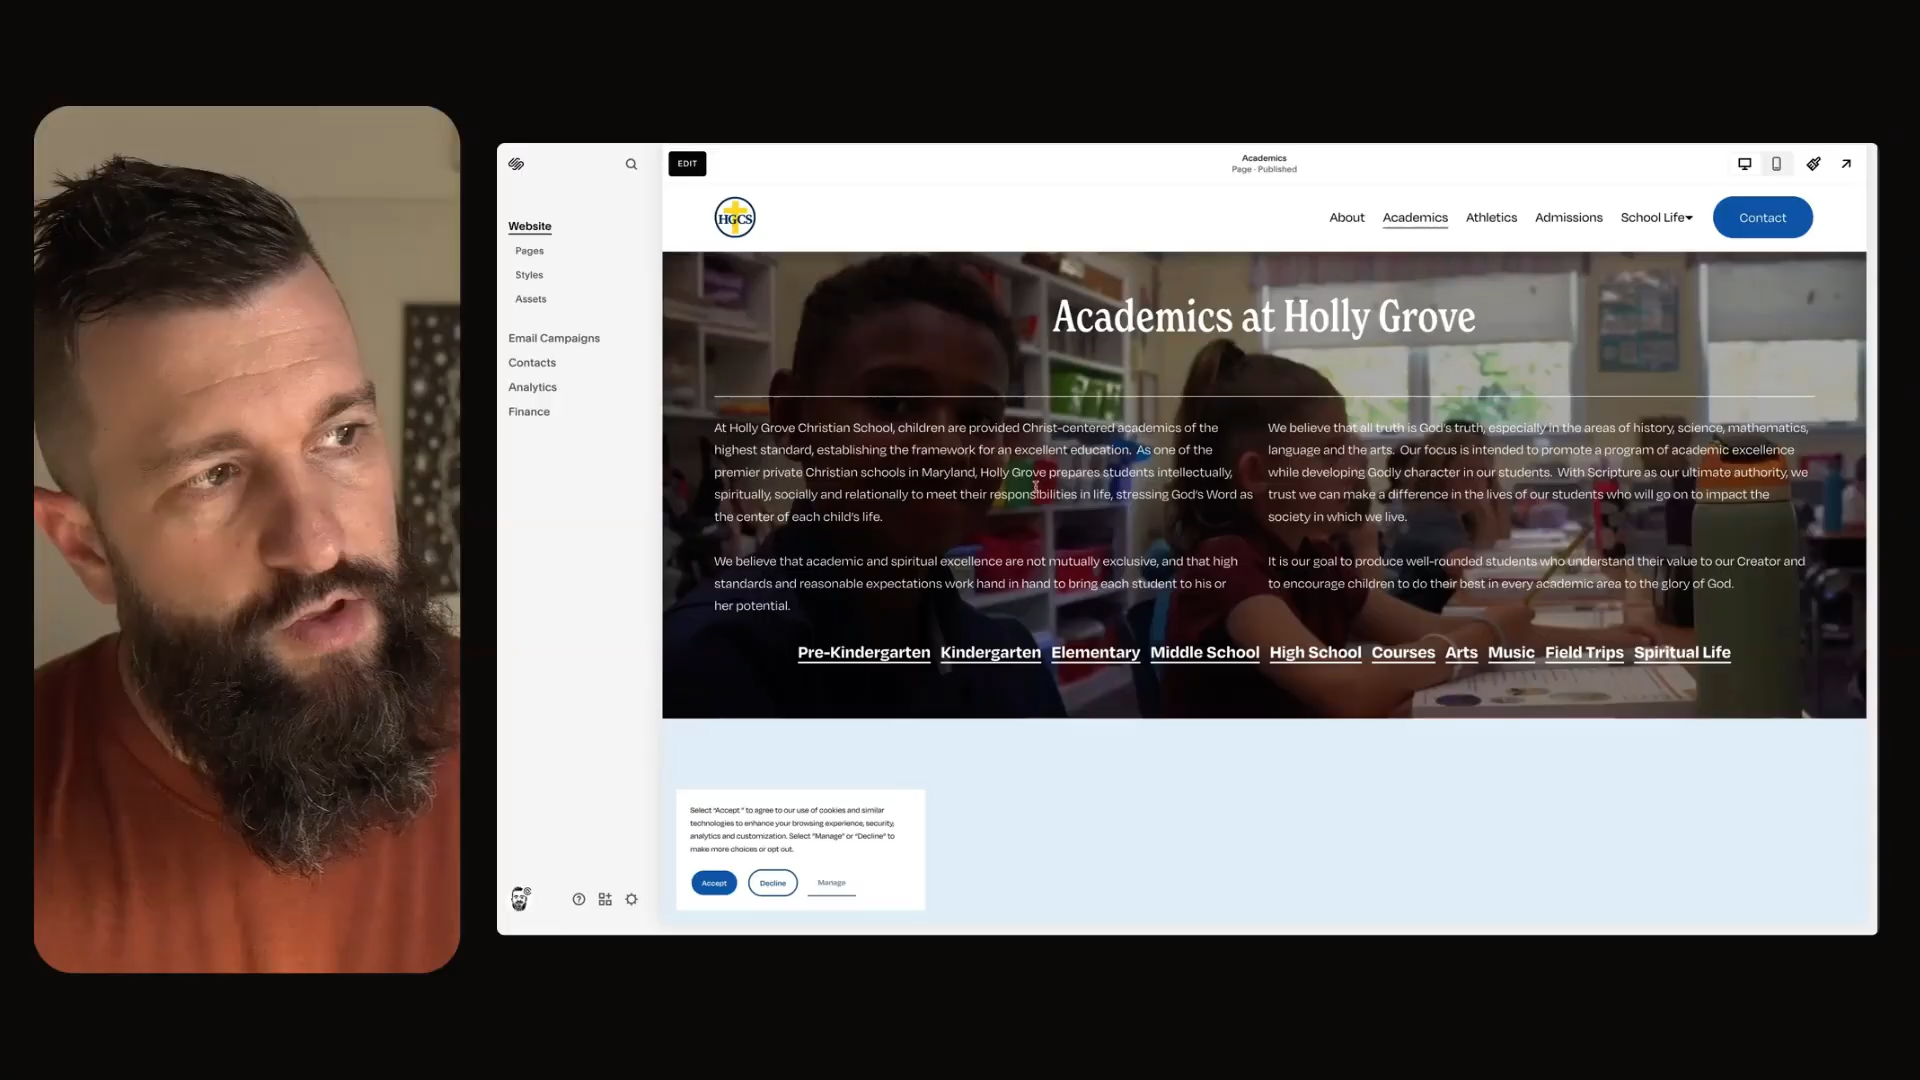 EDIT
Academics
Page · Published
HGCS
About
Academics
Athletics
Admissions
School Life
Contact
Website
Pages
Styles
Assets
Email Campaigns
Contacts
Analytics
Finance
Academics at Holly Grove
At Holly Grove Christian School, children are provided Christ-centered academics of the
highest standard, establishing the framework for an excellent education. As one of the
premier private Christian schools in Maryland, Holly Grove prepares students intellectually,
spiritually, socially and relationally to meet their responsibilities in life, stressing God's Word as
the center of each child's life.
We believe that academic and spiritual excellence are not mutually exclusive, and that high
standards and reasonable expectations work hand in hand to bring each student to his or
her potential.
We believe that all truth is God's truth, especially in the areas of history, science, mathematics,
language and the arts. Our focus is intended to promote a program of academic excellence
while developing Godly character in our students. With Scripture as our ultimate authority, we
trust we can make a difference in the lives of our students who will go on to impact the
society in which we live.
It is our goal to produce well-rounded students who understand their value to our Creator and
to encourage children to do their best in every academic area to the glory of God.
Pre-Kindergarten Kindergarten Elementary Middle School High School Courses Arts Music Field Trips Spiritual Life
Select "Accept" to agree to our use of cookies and similar
technologies to enhance your browsing experience, security,
analytics and customization. Select "Manage" or "Decline" to
make more choices or opt out.
Accept
Decline
Manage